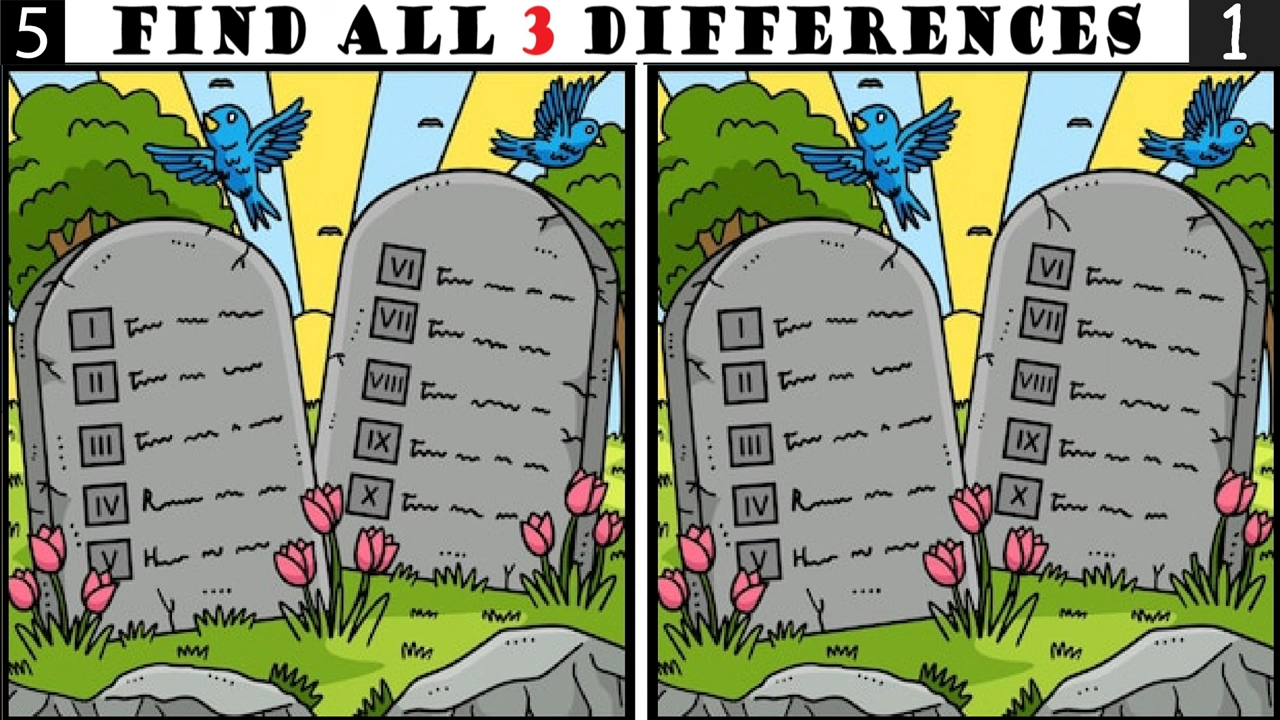 5 FIND ALL 3 DIFFERENCES 1
I
II
III
IV
V
VI
VII
VIII
IX
X
I
II
III
IV
V
VI
VII
VIII
IX
X